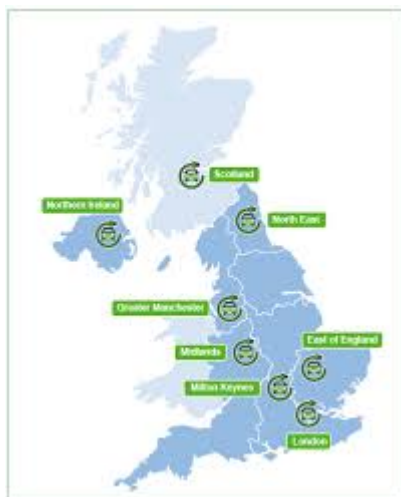 Scotland
Northern Ireland
North East
Greater Manchester
East of England
Midlands
Milton Keynes
London